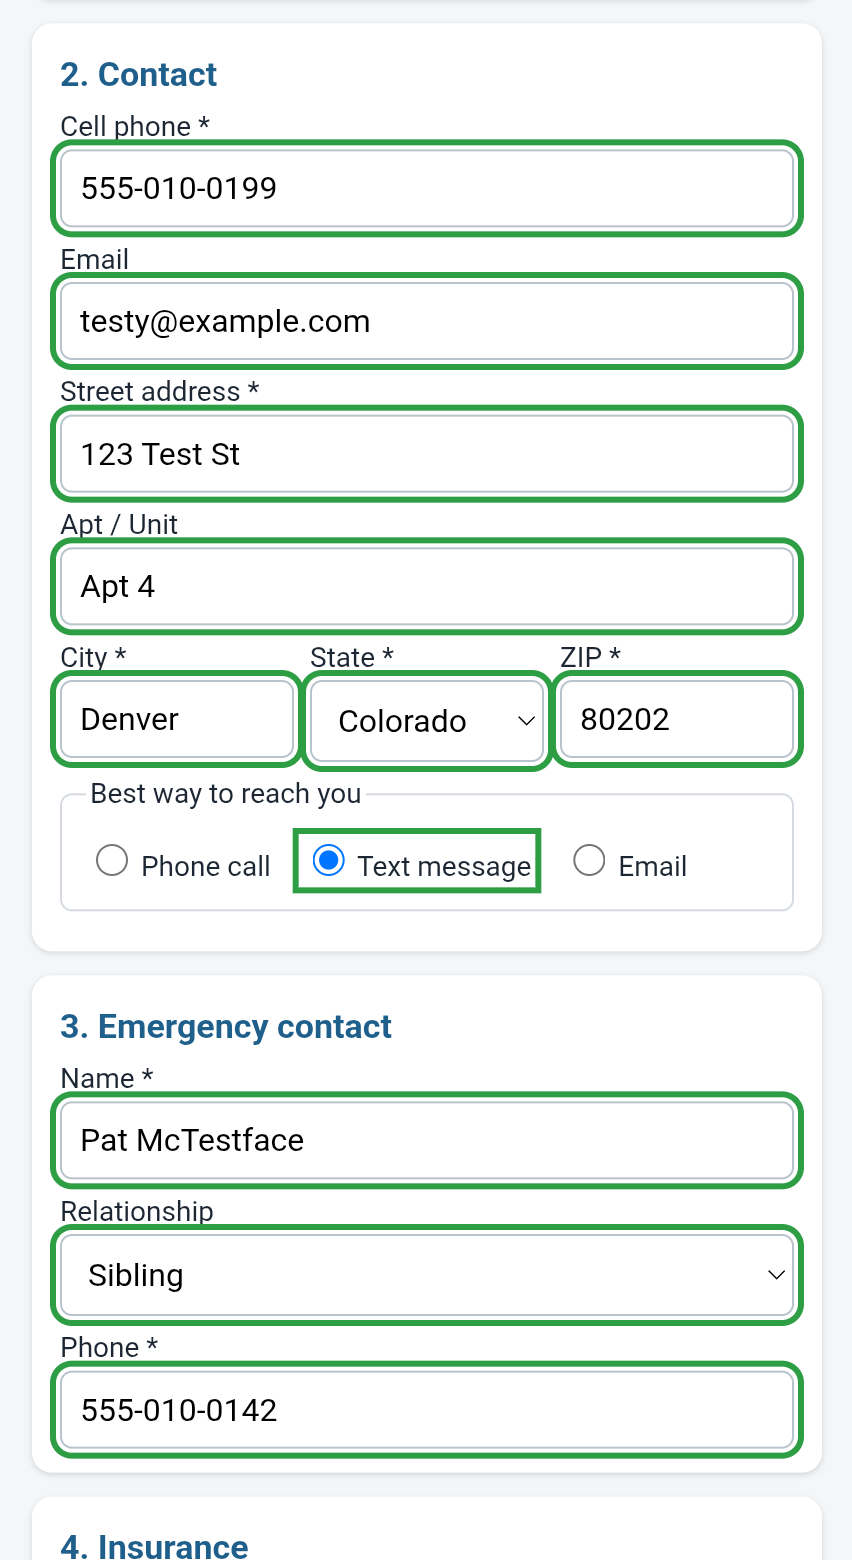 2. Contact
Cell phone *
555-010-0199
Email
testy@example.com
Street address *
123 Test St
Apt / Unit
Apt 4
City * State * ZIP *
Denver Colorado 80202
Best way to reach you
Phone call Text message Email
3. Emergency contact
Name *
Pat McTestface
Relationship
Sibling
Phone *
555-010-0142
4. Insurance